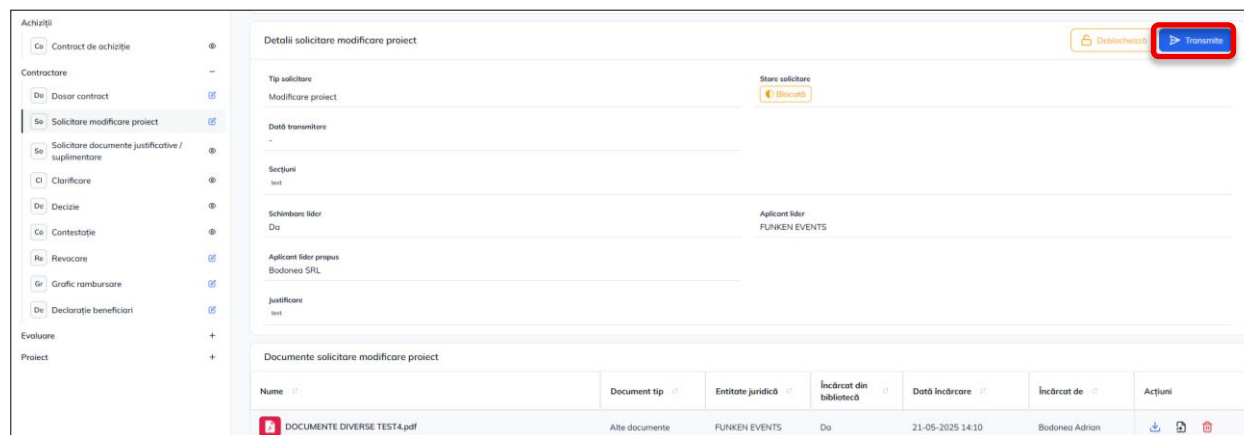 Achiziții
Co Contract de achiziție
Contractare
De Dosar contract
So Solicitare modificare proiect
So Solicitare documente justificative / suplimentare
Cl Clarificare
De Decizie
Co Contestație
Re Revocare
Gr Grafic rambursare
De Declarație beneficiari
Evaluare
Proiect
Detalii solicitare modificare proiect
Deblochează
Transmite
Tip solicitare
Modificare proiect
Stare solicitare
Blocată
Dată transmitere
-
Secțiuni
text
Schimbare lider
Da
Aplicant lider
FUNKEN EVENTS
Aplicant lider propus
Bodonea SRL
Justificare
text
Documente solicitare modificare proiect
Nume Document tip Entitate juridică Încărcat din bibliotecă Dată încărcare Încărcat de Acțiuni
DOCUMENTE DIVERSE TEST4.pdf Alte documente FUNKEN EVENTS Da 21-05-2025 14:10 Bodonea Adrian